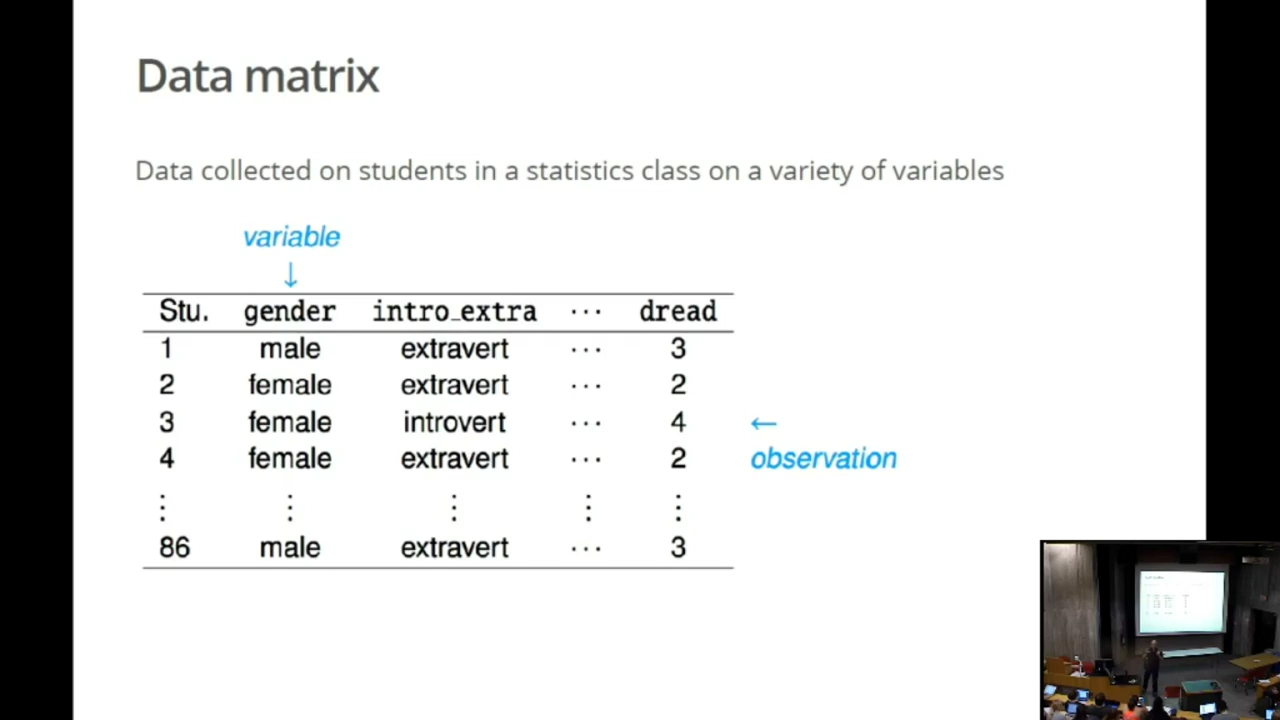 Data matrix
Data collected on students in a statistics class on a variety of variables
variable
↓
Stu. gender intro_extra ··· dread
1 male extravert ··· 3
2 female extravert ··· 2
3 female introvert ··· 4 ←
4 female extravert ··· 2 observation
⋮ ⋮ ⋮ ⋮ ⋮
86 male extravert ··· 3